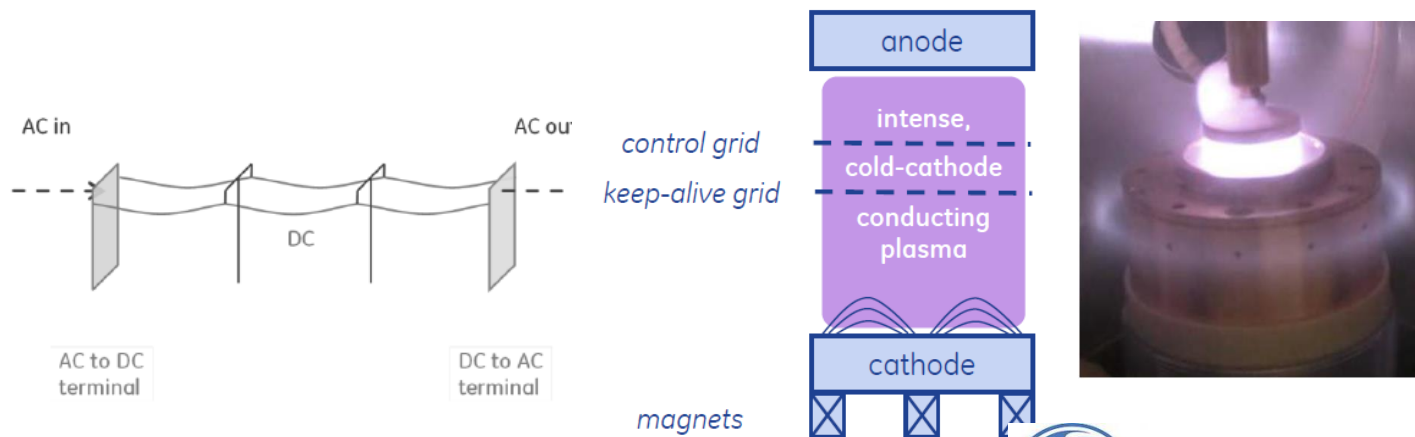 AC in
AC out
DC
AC to DC
terminal
DC to AC
terminal
control grid
keep-alive grid
magnets
anode
intense,
cold-cathode
conducting
plasma
cathode